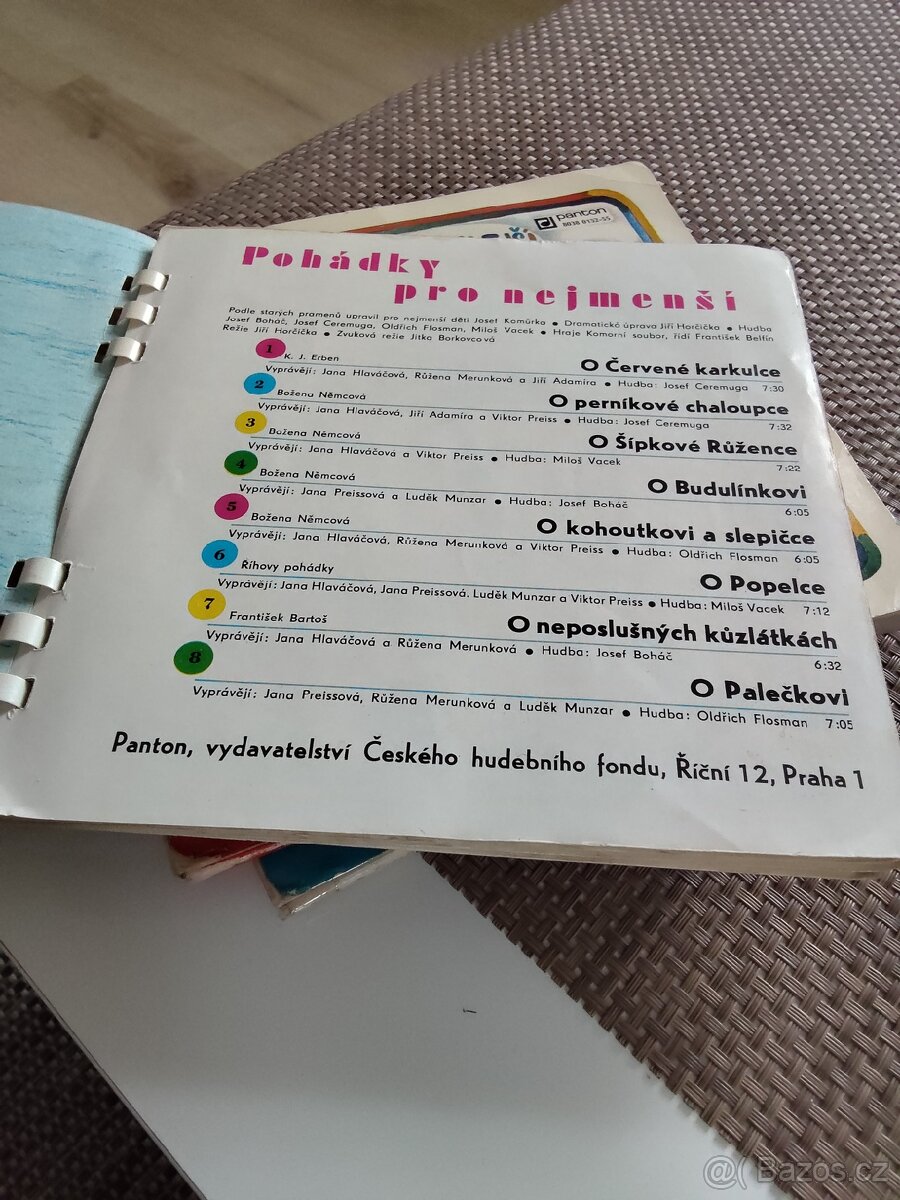 panton
8038 0132-55
Pohádky
pro nejmenší
Podle starých pramenů upravil pro nejmenší děti Josef Komůrka • Dramatické úprava Jiří Horčička • Hudba
Josef Boháč, Josef Ceremuga, Oldřich Flosman, Miloš Vacek • Hraje Komorní soubor, řídí František Belfín
Režie Jiří Horčička • Zvuková režie Jitka Borkovcová
1 K. J. Erben O Červené karkulce
Vyprávějí: Jana Hlaváčová, Růžena Merunková a Jiří Adamíra • Hudba: Josef Ceremuga 7:30
2 Božena Němcová O perníkové chaloupce
Vyprávějí: Jana Hlaváčová, Jiří Adamíra a Viktor Preiss • Hudba: Josef Ceremuga 7:32
3 Božena Němcová O Šípkové Růžence
Vyprávějí: Jana Hlaváčová a Viktor Preiss • Hudba: Miloš Vacek 7:22
4 Božena Němcová O Budulínkovi
Vyprávějí: Jana Preissová a Luděk Munzar • Hudba: Josef Boháč 6:05
5 Božena Němcová O kohoutkovi a slepičce
Vyprávějí: Jana Hlaváčová, Růžena Merunková a Viktor Preiss • Hudba: Oldřich Flosman 6:05
6 Říhovy pohádky O Popelce
Vyprávějí: Jana Hlaváčová, Jana Preissová. Luděk Munzar a Viktor Preiss • Hudba: Miloš Vacek 7:12
7 František Bartoš O neposlušných kůzlátkách
Vyprávějí: Jana Hlaváčová a Růžena Merunková • Hudba: Josef Boháč 6:32
8 O Palečkovi
Vyprávějí: Jana Preissová, Růžena Merunková a Luděk Munzar • Hudba: Oldřich Flosman 7:05
Panton, vydavatelství Českého hudebního fondu, Říční 12, Praha 1
@( Bazos.cz